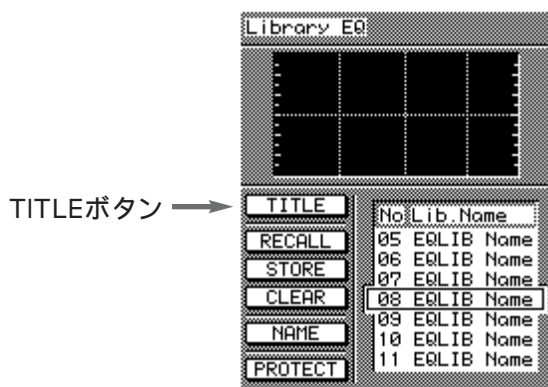 Library EQ
TITLEボタン
TITLE
RECALL
STORE
CLEAR
NAME
PROTECT
No Lib.Name
05 EQLIB Name
06 EQLIB Name
07 EQLIB Name
08 EQLIB Name
09 EQLIB Name
10 EQLIB Name
11 EQLIB Name